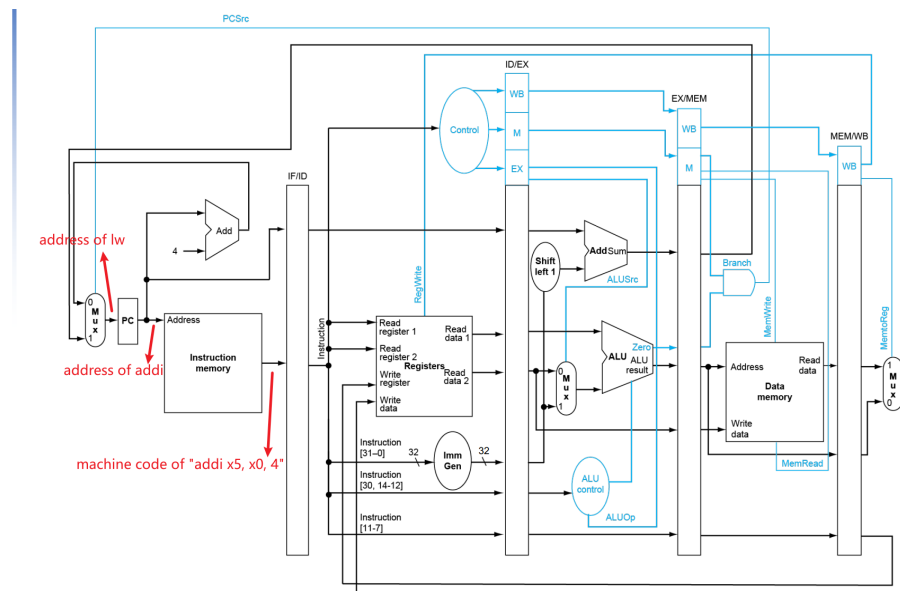 PCSrc
ID/EX
WB
EX/MEM
Control
M
WB
MEM/WB
EX
M
WB
IF/ID
Add
4
address of lw
Add Sum
Shift
left 1
Branch
ALUSrc
RegWrite
MemWrite
MemtoReg
0
M
u
x
1
PC
Address
Instruction
memory
Instruction
Read
register 1
Read
data 1
Read
register 2
Registers
Write
register
Read
data 2
Write
data
Zero
ALU
ALU
result
0
M
u
x
1
Address
Read
data
Data
memory
Write
data
1
M
u
x
0
address of addi
machine code of "addi x5, x0, 4"
Instruction
[31–0]
32
Imm
Gen
32
MemRead
Instruction
[30, 14-12]
ALU
control
ALUOp
Instruction
[11-7]